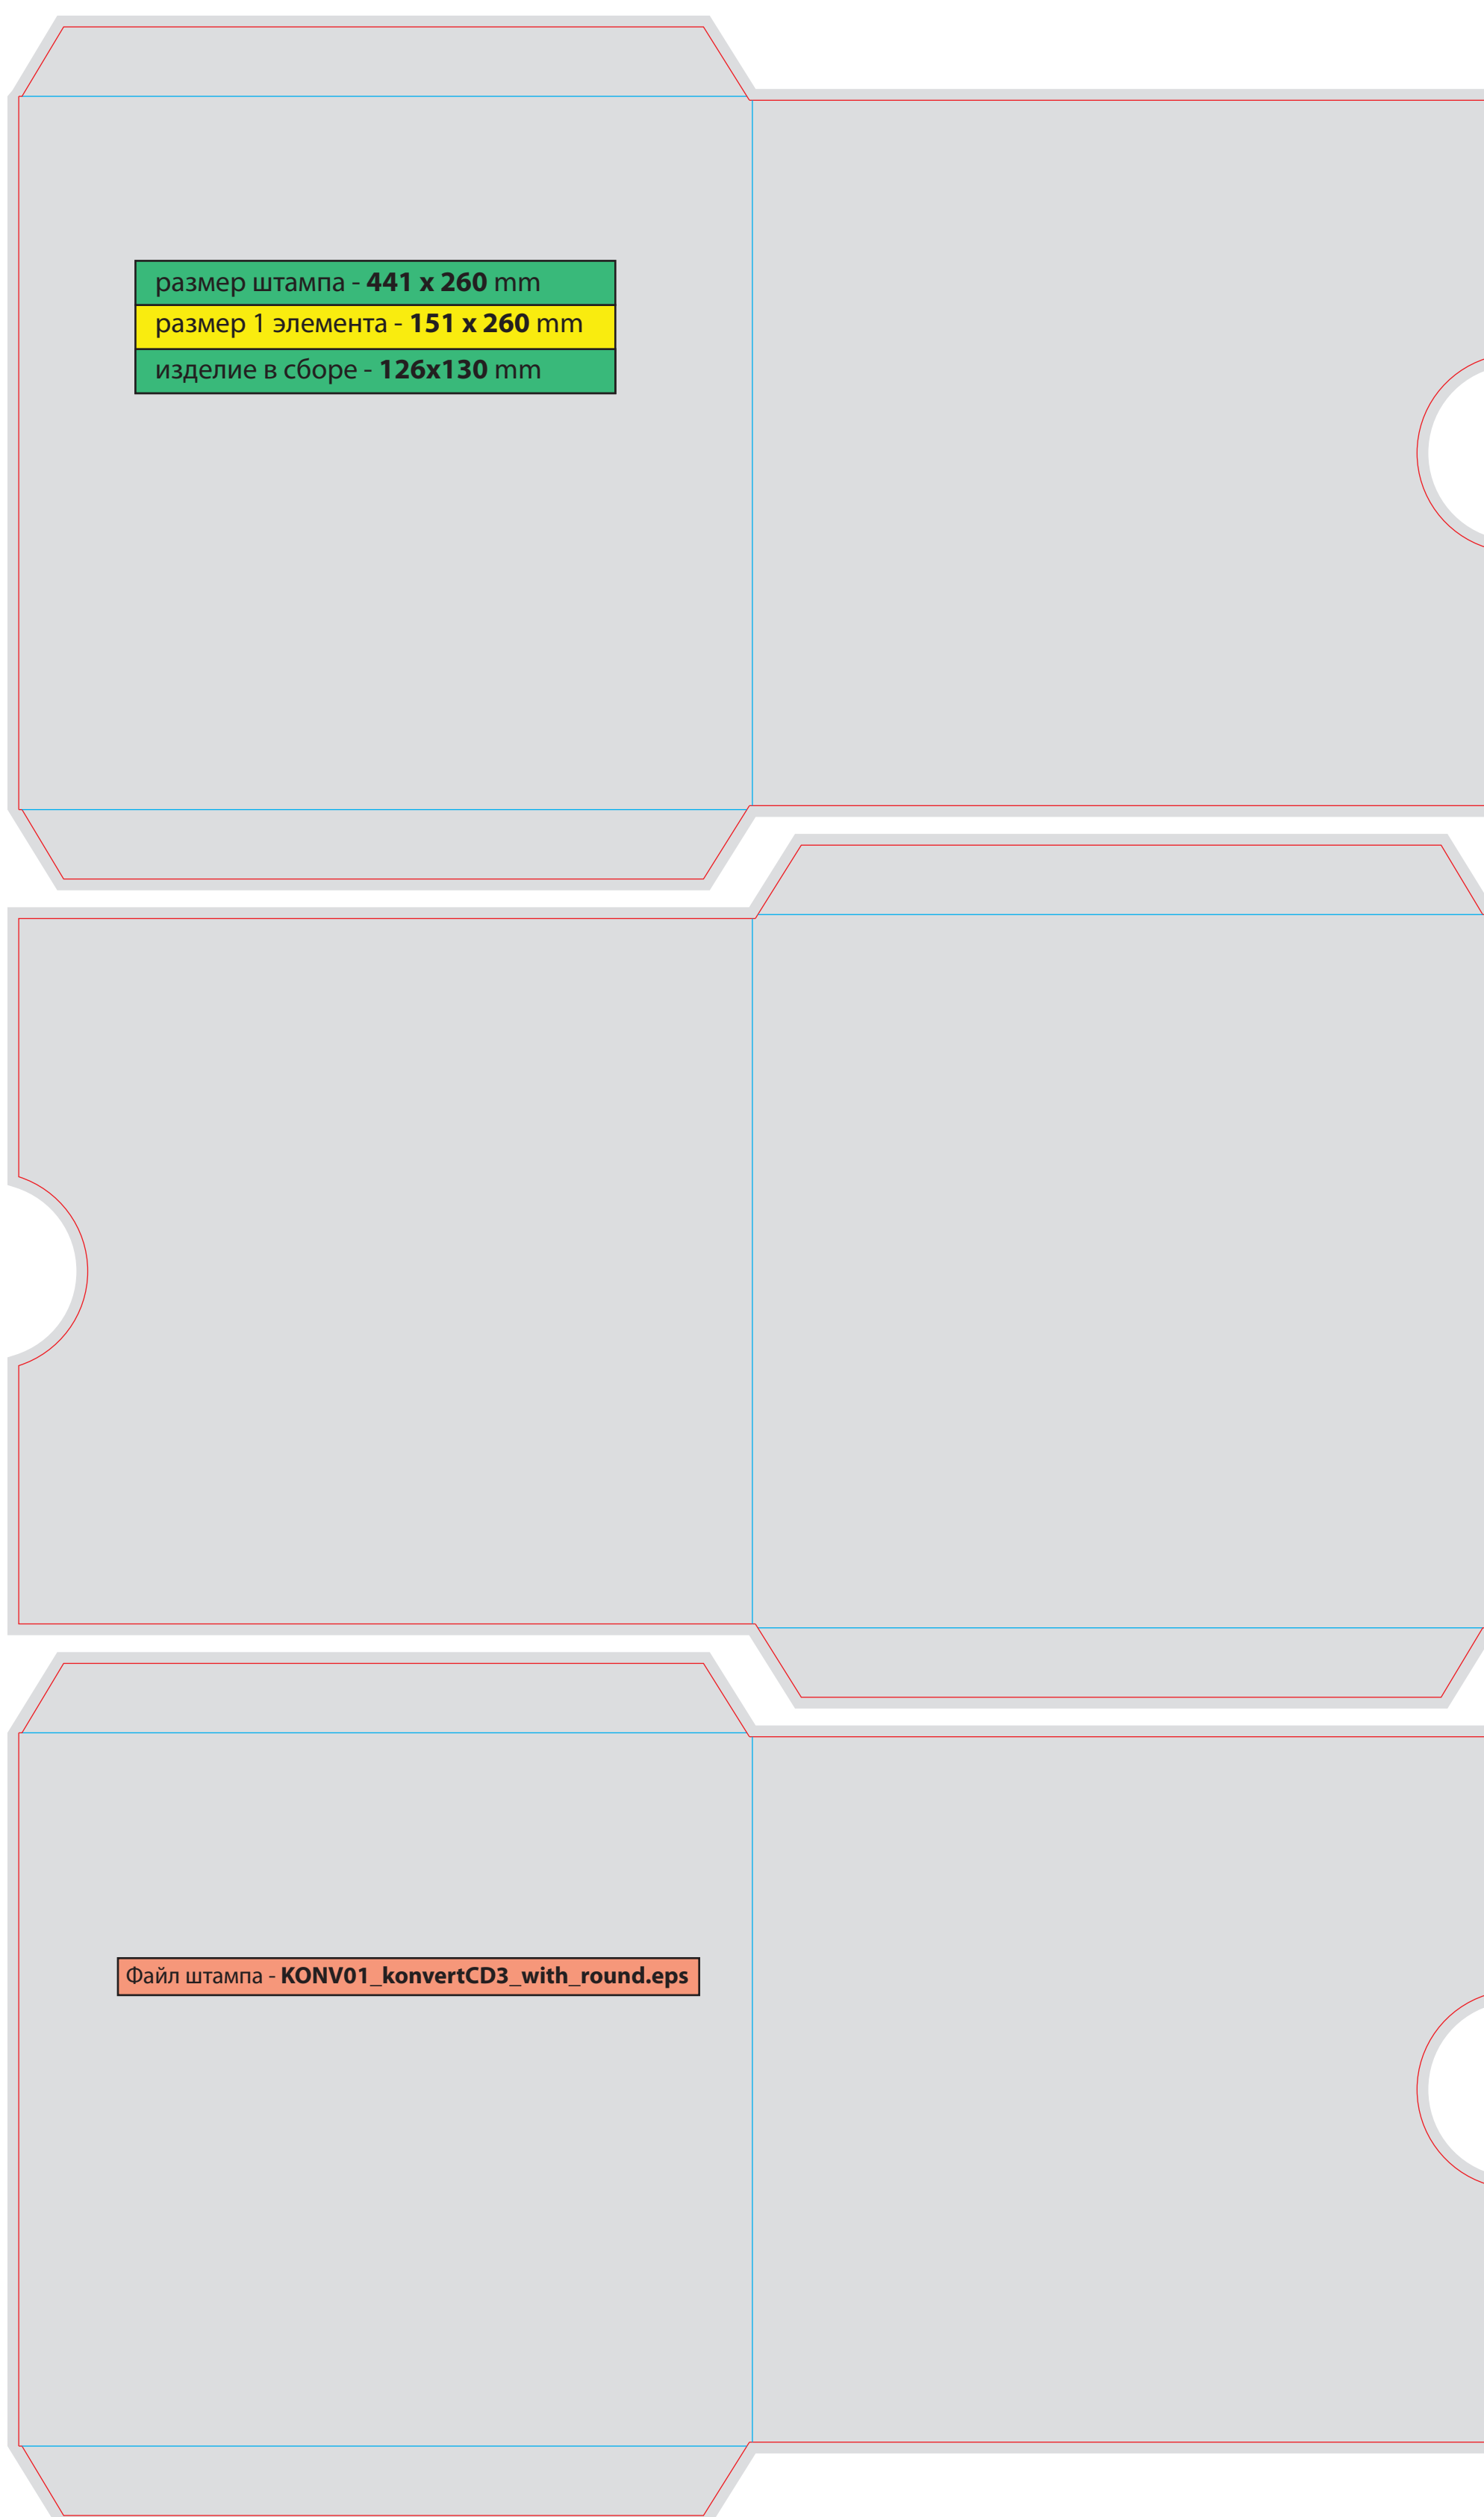 размер штампа - 441 x 260 mm
размер 1 элемента - 151 x 260 mm
изделие в сборе - 126x130 mm
Файл штампа - KONV01_konvertCD3_with_round.eps